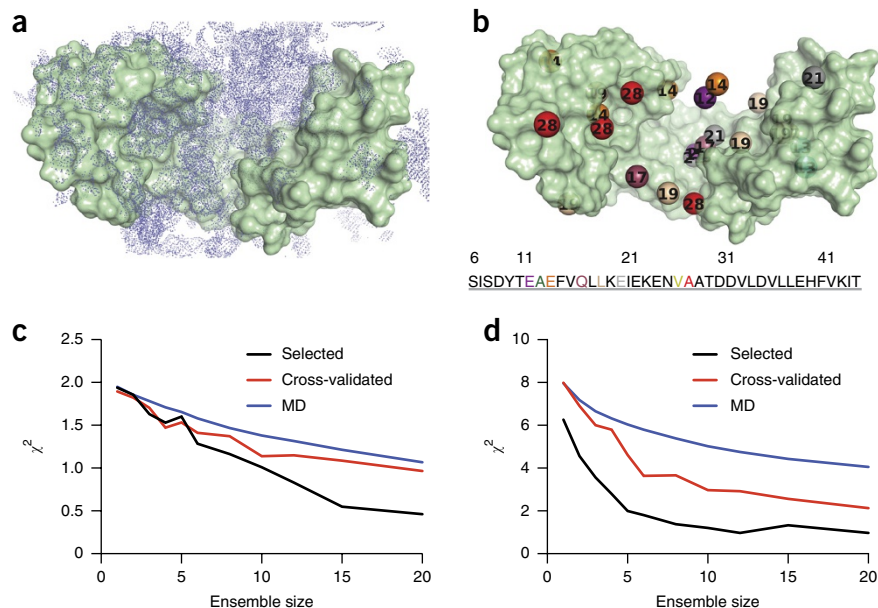 a
b
14
28
14
14
12
19
21
28
14
28
21
19
17
19
28
6 11 21 31 41
SISDYTEAEFVQLLKEIEKENVAATDDVLDVLLEHFVKIT
c
d
2.5
2.0
1.5
1.0
0.5
0
χ2
0 5 10 15 20
Ensemble size
Selected
Cross-validated
MD
10
8
6
4
2
0
χ2
0 5 10 15 20
Ensemble size
Selected
Cross-validated
MD